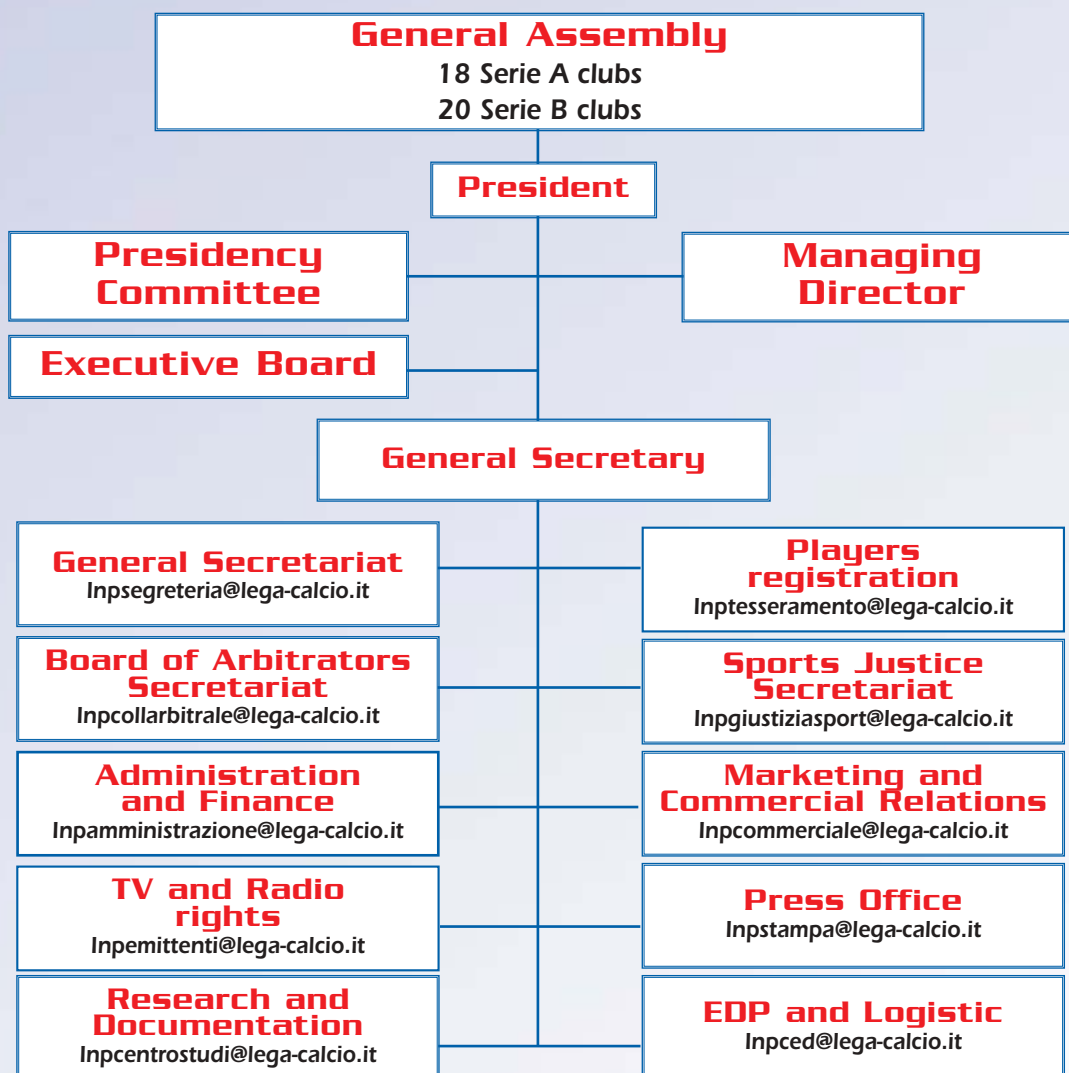 General Assembly
18 Serie A clubs
20 Serie B clubs
President
Presidency
Committee
Managing
Director
Executive Board
General Secretary
General Secretariat
lnpsegreteria@lega-calcio.it
Players
registration
lnptesseramento@lega-calcio.it
Board of Arbitrators
Secretariat
lnpcollarbitrale@lega-calcio.it
Sports Justice
Secretariat
lnpgiustiziasport@lega-calcio.it
Administration
and Finance
lnpamministrazione@lega-calcio.it
Marketing and
Commercial Relations
lnpcommerciale@lega-calcio.it
TV and Radio
rights
lnpemittenti@lega-calcio.it
Press Office
lnpstampa@lega-calcio.it
Research and
Documentation
lnpcentrostudi@lega-calcio.it
EDP and Logistic
lnpced@lega-calcio.it